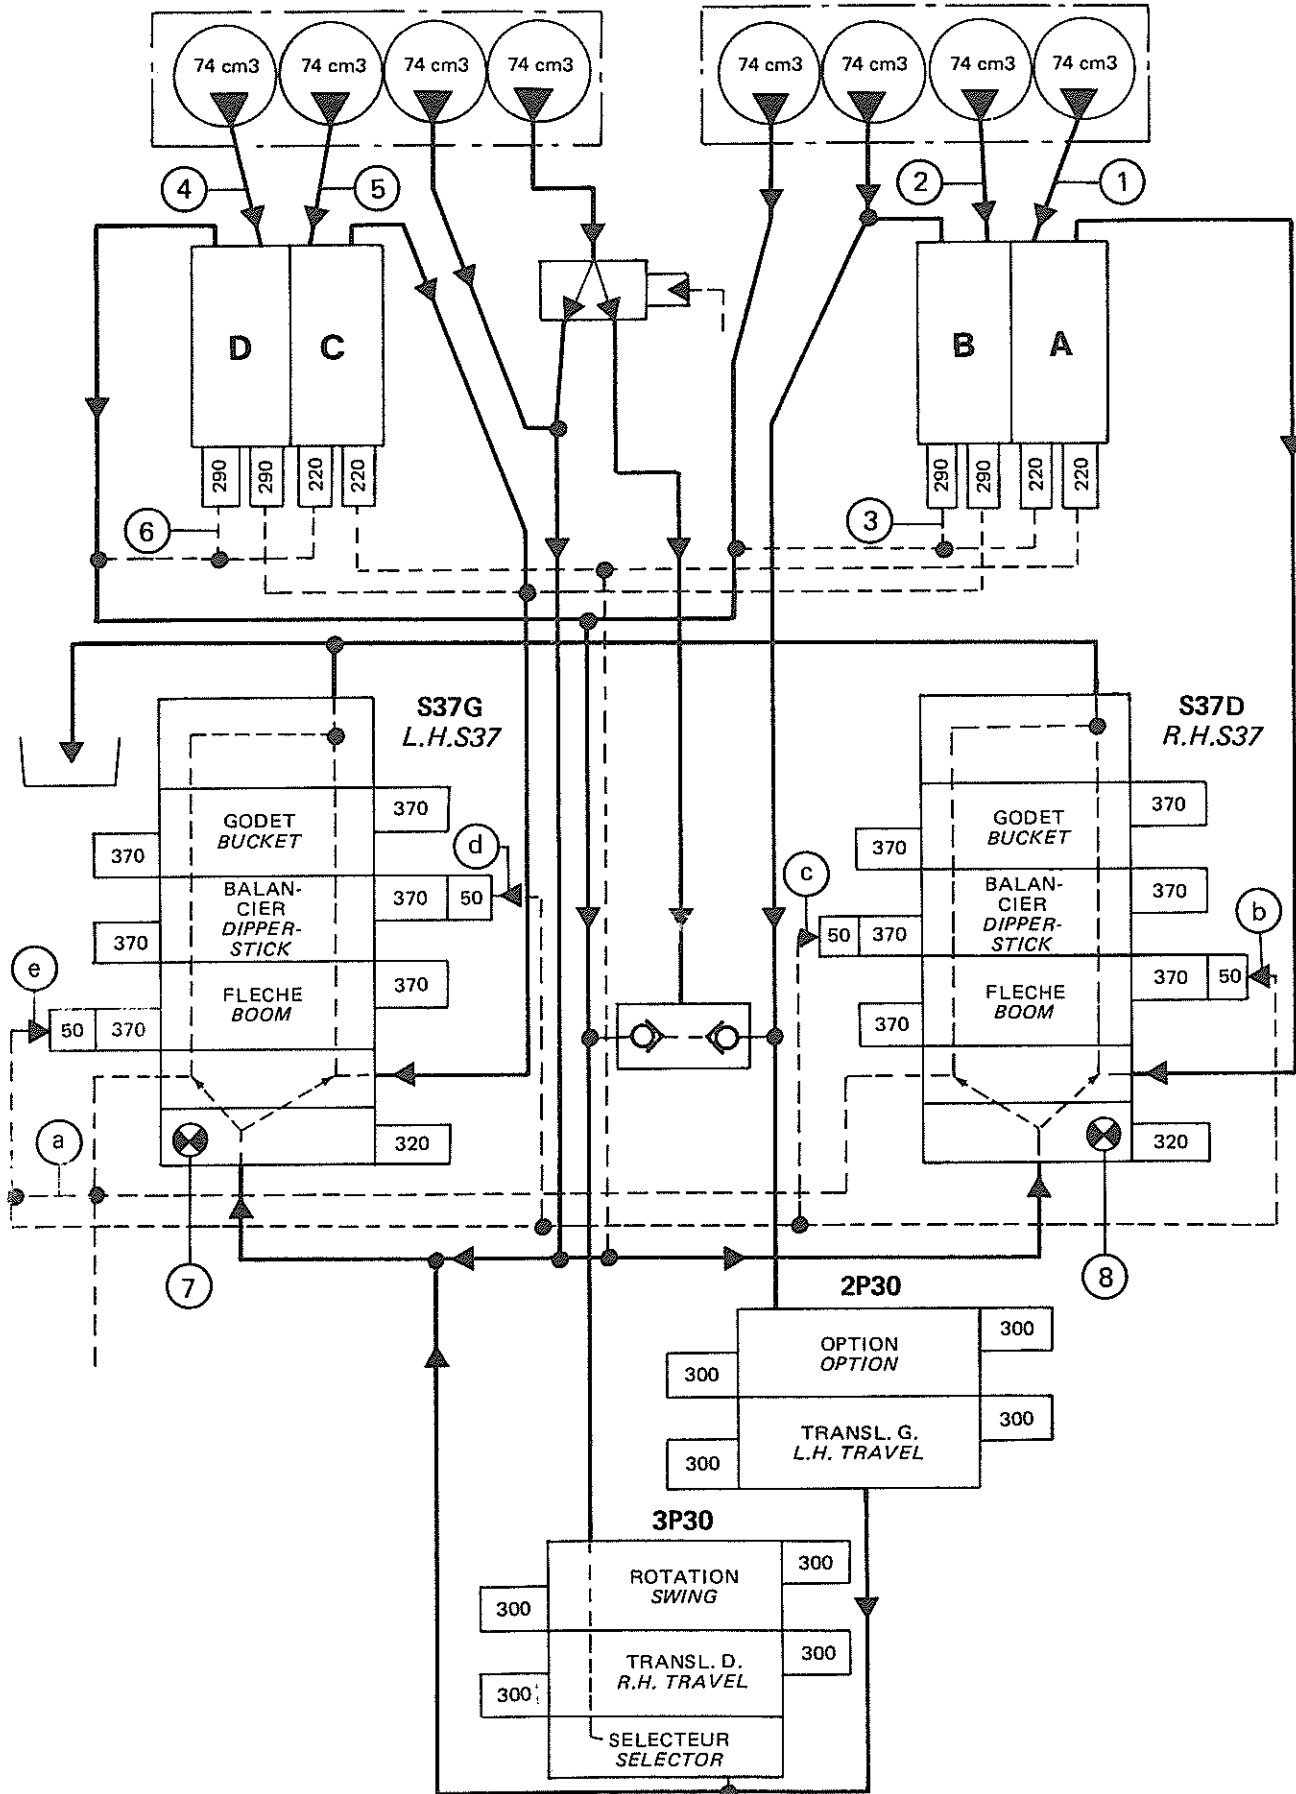 74 cm3 74 cm3 74 cm3 74 cm3 74 cm3 74 cm3 74 cm3 74 cm3
4 5 2 1
D C B A
290 290 220 220 290 290 220 220
6 3
S37G
L.H.S37
S37D
R.H.S37
GODET
BUCKET
370
370
BALAN-
CIER
DIPPER-
STICK
370 50
d
370
FLECHE
BOOM
370
e
50 370
a
320
7
GODET
BUCKET
370
370
c
BALAN-
CIER
DIPPER-
STICK
370
50 370
b
FLECHE
BOOM
370 50
370
320
8
2P30
OPTION
OPTION
300
300
TRANSL. G.
L.H. TRAVEL
300
300
3P30
ROTATION
SWING
300
300
TRANSL. D.
R.H. TRAVEL
300
300
SELECTEUR
SELECTOR